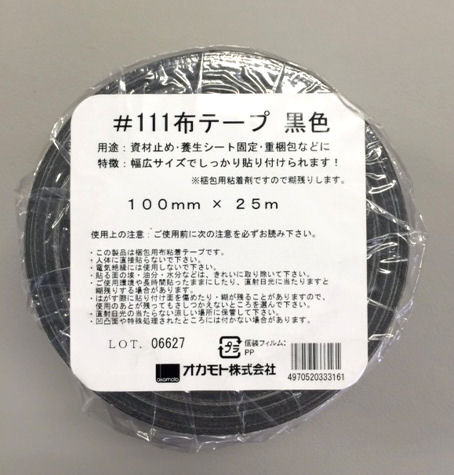 #111布テープ 黒色
用途:資材止め・養生シート固定・重梱包などに
特徴:幅広サイズでしっかり貼り付けられます!
※梱包用粘着剤ですので糊残りします。
100mm × 25m
使用上の注意:ご使用前に次の注意を必ずお読み下さい。
・この製品は梱包用布粘着テープです。
・人体に直接貼らないで下さい。
・電気絶縁には使用しないで下さい。
・貼る面の埃・油分・水分などは、きれいに取り除いて下さい。
・ご使用環境や長時間貼ったままにしたり、直射日光に当たりますと
糊残りする場合があります。
・はがす際に貼り付け面を傷めたり・糊が残ることがありますので、
使用のあとが残ってもさしつかえないところを選んで下さい。
・直射日光の当たらない涼しい場所に保管して下さい。
・凹凸面や特殊処理されたところには付かない場合があります。
LOT. 06627
プラ
個装フィルム:
PP
okamoto
オカモト株式会社
4970520333161